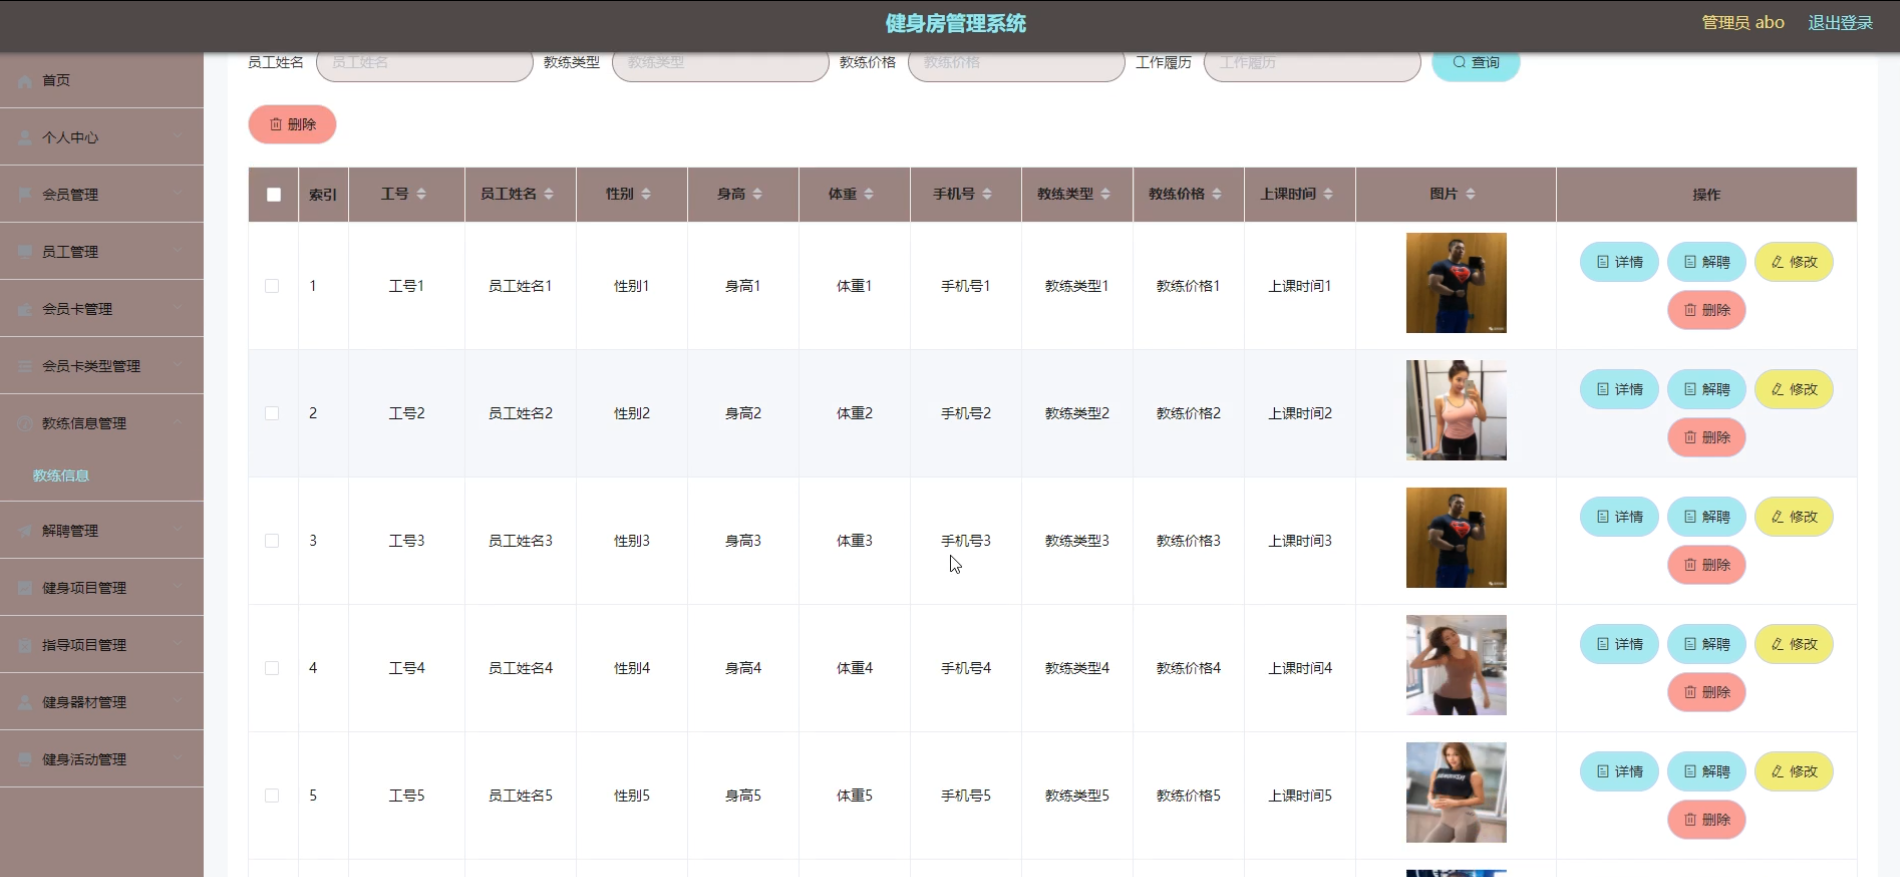 健身房管理系统
管理员 abo 退出登录
员工姓名 员工姓名 教练类型 教练类型 教练价格 教练价格 工作履历 工作履历 查询
删除
首页
个人中心
会员管理
员工管理
会员卡管理
会员卡类型管理
教练信息管理
教练信息
解聘管理
健身项目管理
指导项目管理
健身器材管理
健身活动管理
索引 工号 员工姓名 性别 身高 体重 手机号 教练类型 教练价格 上课时间 图片 操作
1 工号1 员工姓名1 性别1 身高1 体重1 手机号1 教练类型1 教练价格1 上课时间1 详情 解聘 修改
删除
2 工号2 员工姓名2 性别2 身高2 体重2 手机号2 教练类型2 教练价格2 上课时间2 详情 解聘 修改
删除
3 工号3 员工姓名3 性别3 身高3 体重3 手机号3 教练类型3 教练价格3 上课时间3 详情 解聘 修改
删除
4 工号4 员工姓名4 性别4 身高4 体重4 手机号4 教练类型4 教练价格4 上课时间4 详情 解聘 修改
删除
5 工号5 员工姓名5 性别5 身高5 体重5 手机号5 教练类型5 教练价格5 上课时间5 详情 解聘 修改
删除